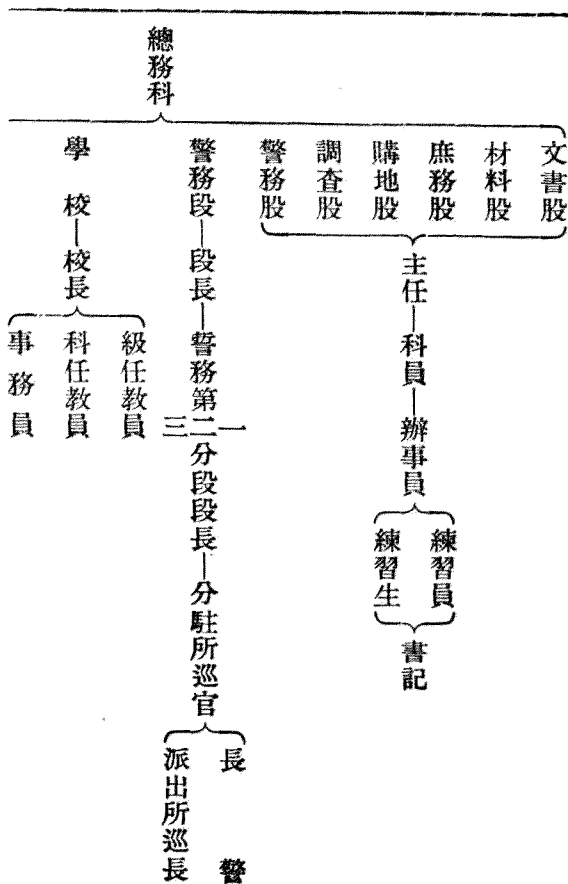 總務科
文書股
材料股
庶務股
購地股
調查股
警務股
主任—科員—辦事員
練習員
練習生
書記
警務段—段長—誓務第一二三分段段長—分駐所巡官
長警
派出所巡長
學校—校長
級任教員
科任教員
事務員